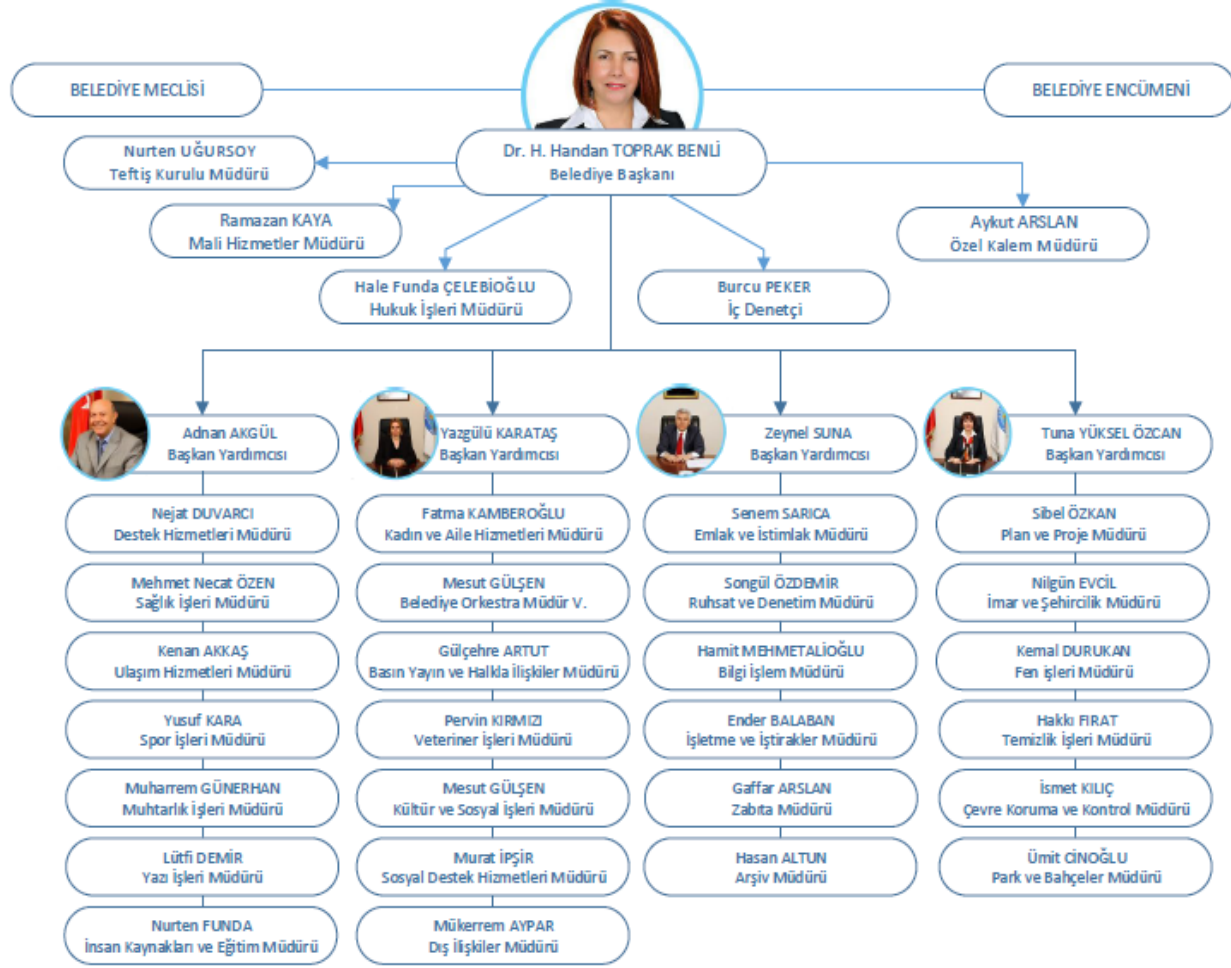 BELEDİYE MECLİSİ
BELEDİYE ENCÜMENİ
Dr. H. Handan TOPRAK BENLİ
Belediye Başkanı
Nurten UĞURSOY
Teftiş Kurulu Müdürü
Ramazan KAYA
Mali Hizmetler Müdürü
Aykut ARSLAN
Özel Kalem Müdürü
Hale Funda ÇELEBİOĞLU
Hukuk İşleri Müdürü
Burcu PEKER
İç Denetçi
Adnan AKGÜL
Başkan Yardımcısı
Nejat DUVARCI
Destek Hizmetleri Müdürü
Mehmet Necat ÖZEN
Sağlık İşleri Müdürü
Kenan AKKAŞ
Ulaşım Hizmetleri Müdürü
Yusuf KARA
Spor İşleri Müdürü
Muharrem GÜNERHAN
Muhtarlık İşleri Müdürü
Lütfi DEMİR
Yazı İşleri Müdürü
Nurten FUNDA
İnsan Kaynakları ve Eğitim Müdürü
Yazgülü KARATAŞ
Başkan Yardımcısı
Fatma KAMBEROĞLU
Kadın ve Aile Hizmetleri Müdürü
Mesut GÜLŞEN
Belediye Orkestra Müdür V.
Gülçehre ARTUT
Basın Yayın ve Halkla İlişkiler Müdürü
Pervin KIRMIZI
Veteriner İşleri Müdürü
Mesut GÜLŞEN
Kültür ve Sosyal İşleri Müdürü
Murat İPŞİR
Sosyal Destek Hizmetleri Müdürü
Mükerrem AYPAR
Dış İlişkiler Müdürü
Zeynel SUNA
Başkan Yardımcısı
Senem SARICA
Emlak ve İstimlak Müdürü
Songül ÖZDEMİR
Ruhsat ve Denetim Müdürü
Hamit MEHMETALİOĞLU
Bilgi İşlem Müdürü
Ender BALABAN
İşletme ve İştirakler Müdürü
Gaffar ARSLAN
Zabıta Müdürü
Hasan ALTUN
Arşiv Müdürü
Tuna YÜKSEL ÖZCAN
Başkan Yardımcısı
Sibel ÖZKAN
Plan ve Proje Müdürü
Nilgün EVCİL
İmar ve Şehircilik Müdürü
Kemal DURUKAN
Fen işleri Müdürü
Hakkı FIRAT
Temizlik İşleri Müdürü
İsmet KILIÇ
Çevre Koruma ve Kontrol Müdürü
Ümit CİNOĞLU
Park ve Bahçeler Müdürü